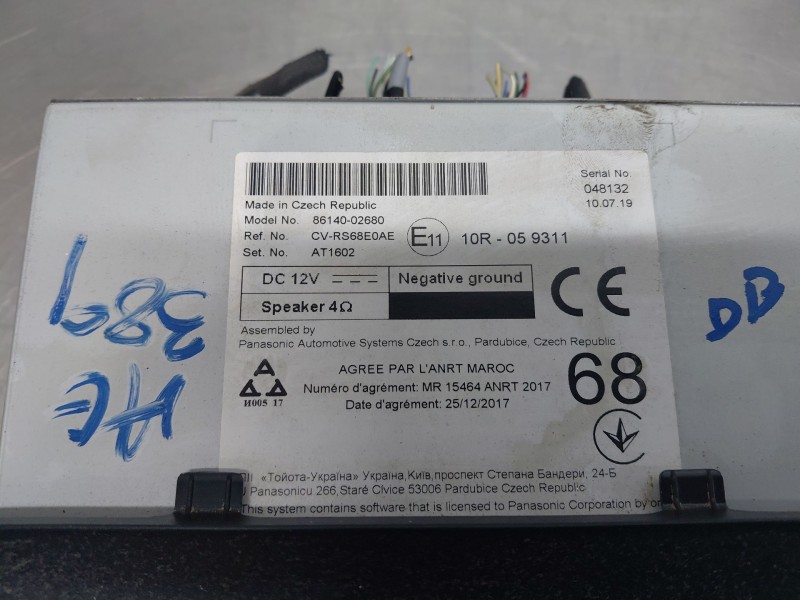 Serial No.
048132
10.07.19
Made in Czech Republic
Model No. 86140-02680
Ref. No. CV-RS68E0AE
Set. No. AT1602
E11 10R - 05 9311
DC 12V Negative ground
Speaker 4Ω
CE
Assembled by
Panasonic Automotive Systems Czech s.r.o., Pardubice, Czech Republic
AGREE PAR L'ANRT MAROC
Numéro d'agrément: MR 15464 ANRT 2017
Date d'agrément: 25/12/2017
68
И005 17
ПІІ «Тойота-Україна» Україна,Київ,проспект Степана Бандери, 24-Б
Panasonicu 266,Staré Civice 53006 Pardubice Czech Republic
This system contains software that is licensed to Panasonic Corporation by
3801
AE
DB